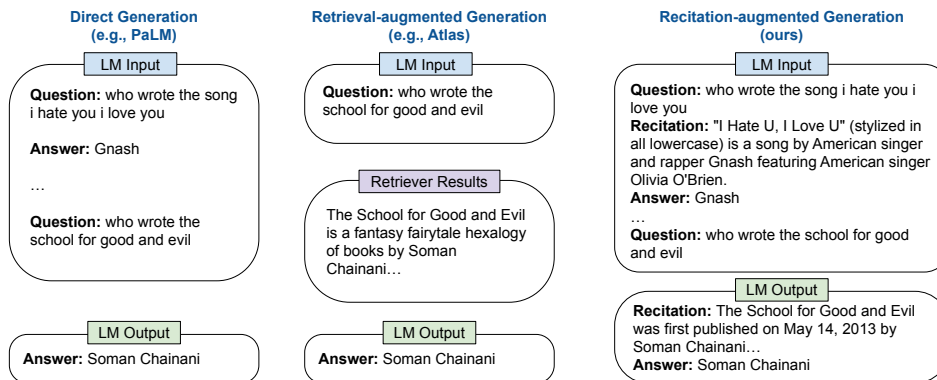 Direct Generation
(e.g., PaLM)
LM Input
Question: who wrote the song
i hate you i love you
Answer: Gnash
…
Question: who wrote the
school for good and evil
LM Output
Answer: Soman Chainani
Retrieval-augmented Generation
(e.g., Atlas)
LM Input
Question: who wrote the
school for good and evil
Retriever Results
The School for Good and Evil
is a fantasy fairytale hexalogy
of books by Soman
Chainani…
LM Output
Answer: Soman Chainani
Recitation-augmented Generation
(ours)
LM Input
Question: who wrote the song i hate you i
love you
Recitation: "I Hate U, I Love U" (stylized in
all lowercase) is a song by American singer
and rapper Gnash featuring American singer
Olivia O'Brien.
Answer: Gnash
…
Question: who wrote the school for good
and evil
LM Output
Recitation: The School for Good and Evil
was first published on May 14, 2013 by
Soman Chainani…
Answer: Soman Chainani